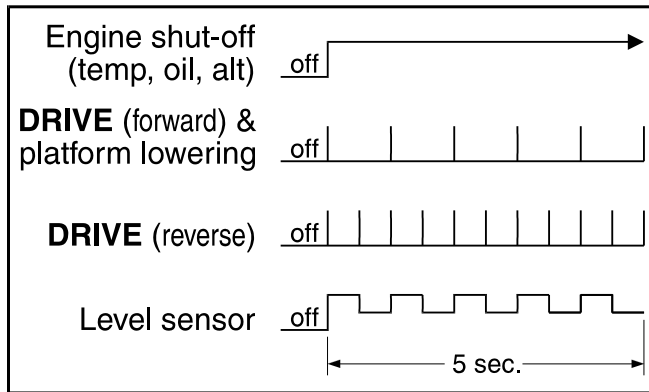 Engine shut-off
(temp, oil, alt) off
DRIVE (forward) &
platform lowering off
DRIVE (reverse) off
Level sensor off
5 sec.